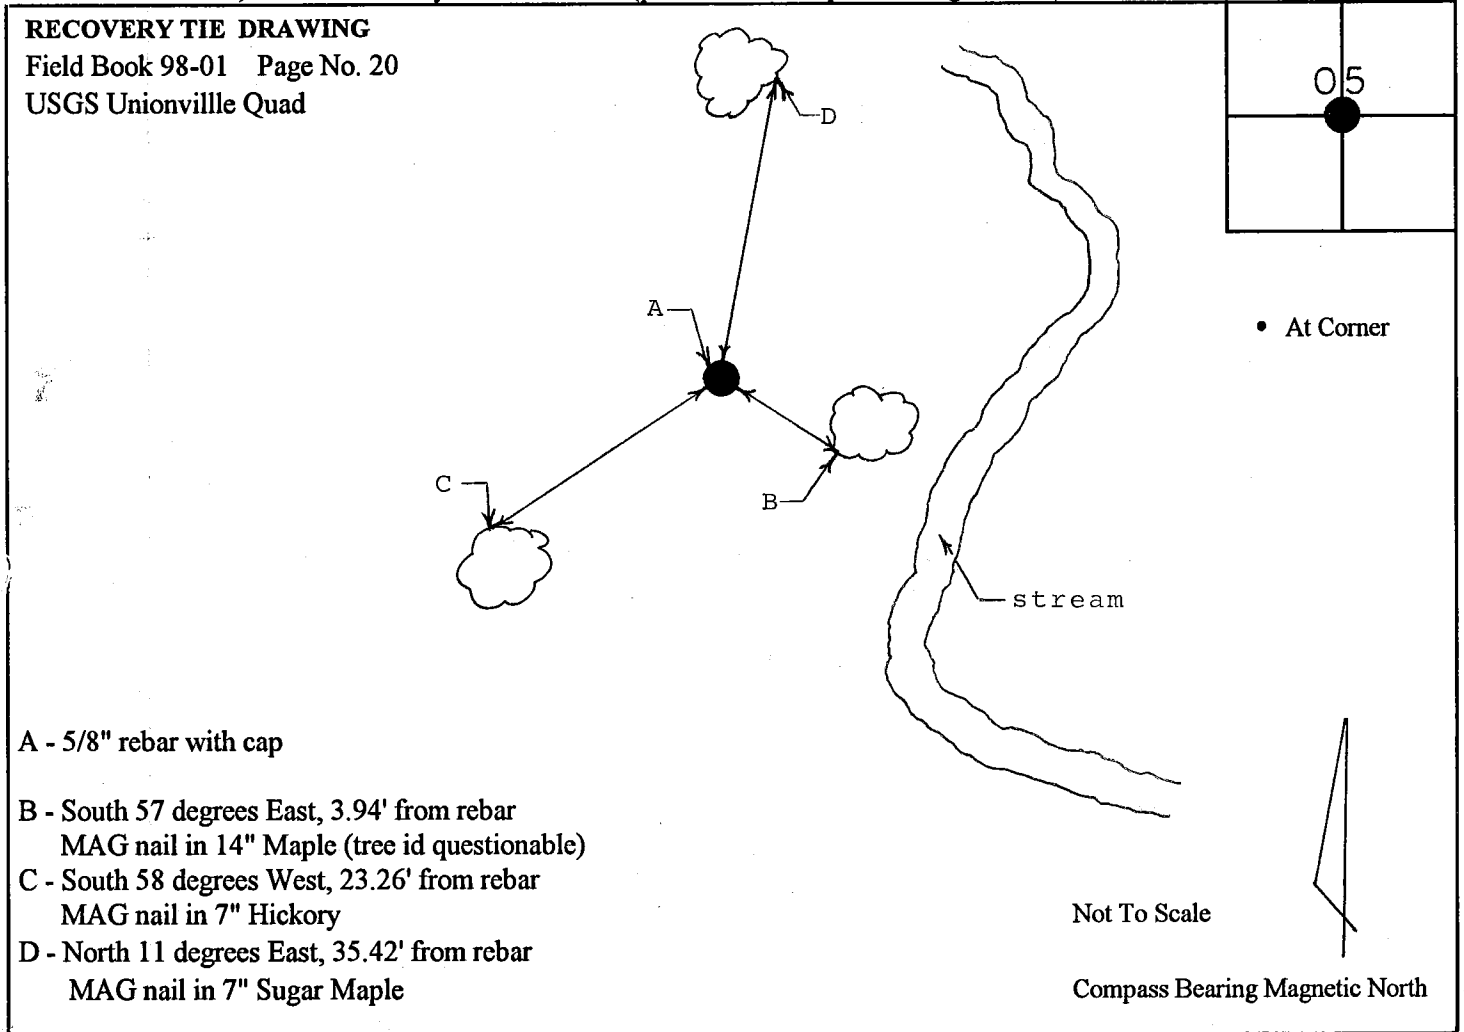 RECOVERY TIE DRAWING
Field Book 98-01 Page No. 20
USGS Unionvillle Quad
D
05
A
• At Corner
C
B
stream
A - 5/8" rebar with cap
B - South 57 degrees East, 3.94' from rebar
MAG nail in 14" Maple (tree id questionable)
C - South 58 degrees West, 23.26' from rebar
MAG nail in 7" Hickory
D - North 11 degrees East, 35.42' from rebar
MAG nail in 7" Sugar Maple
Not To Scale
Compass Bearing Magnetic North